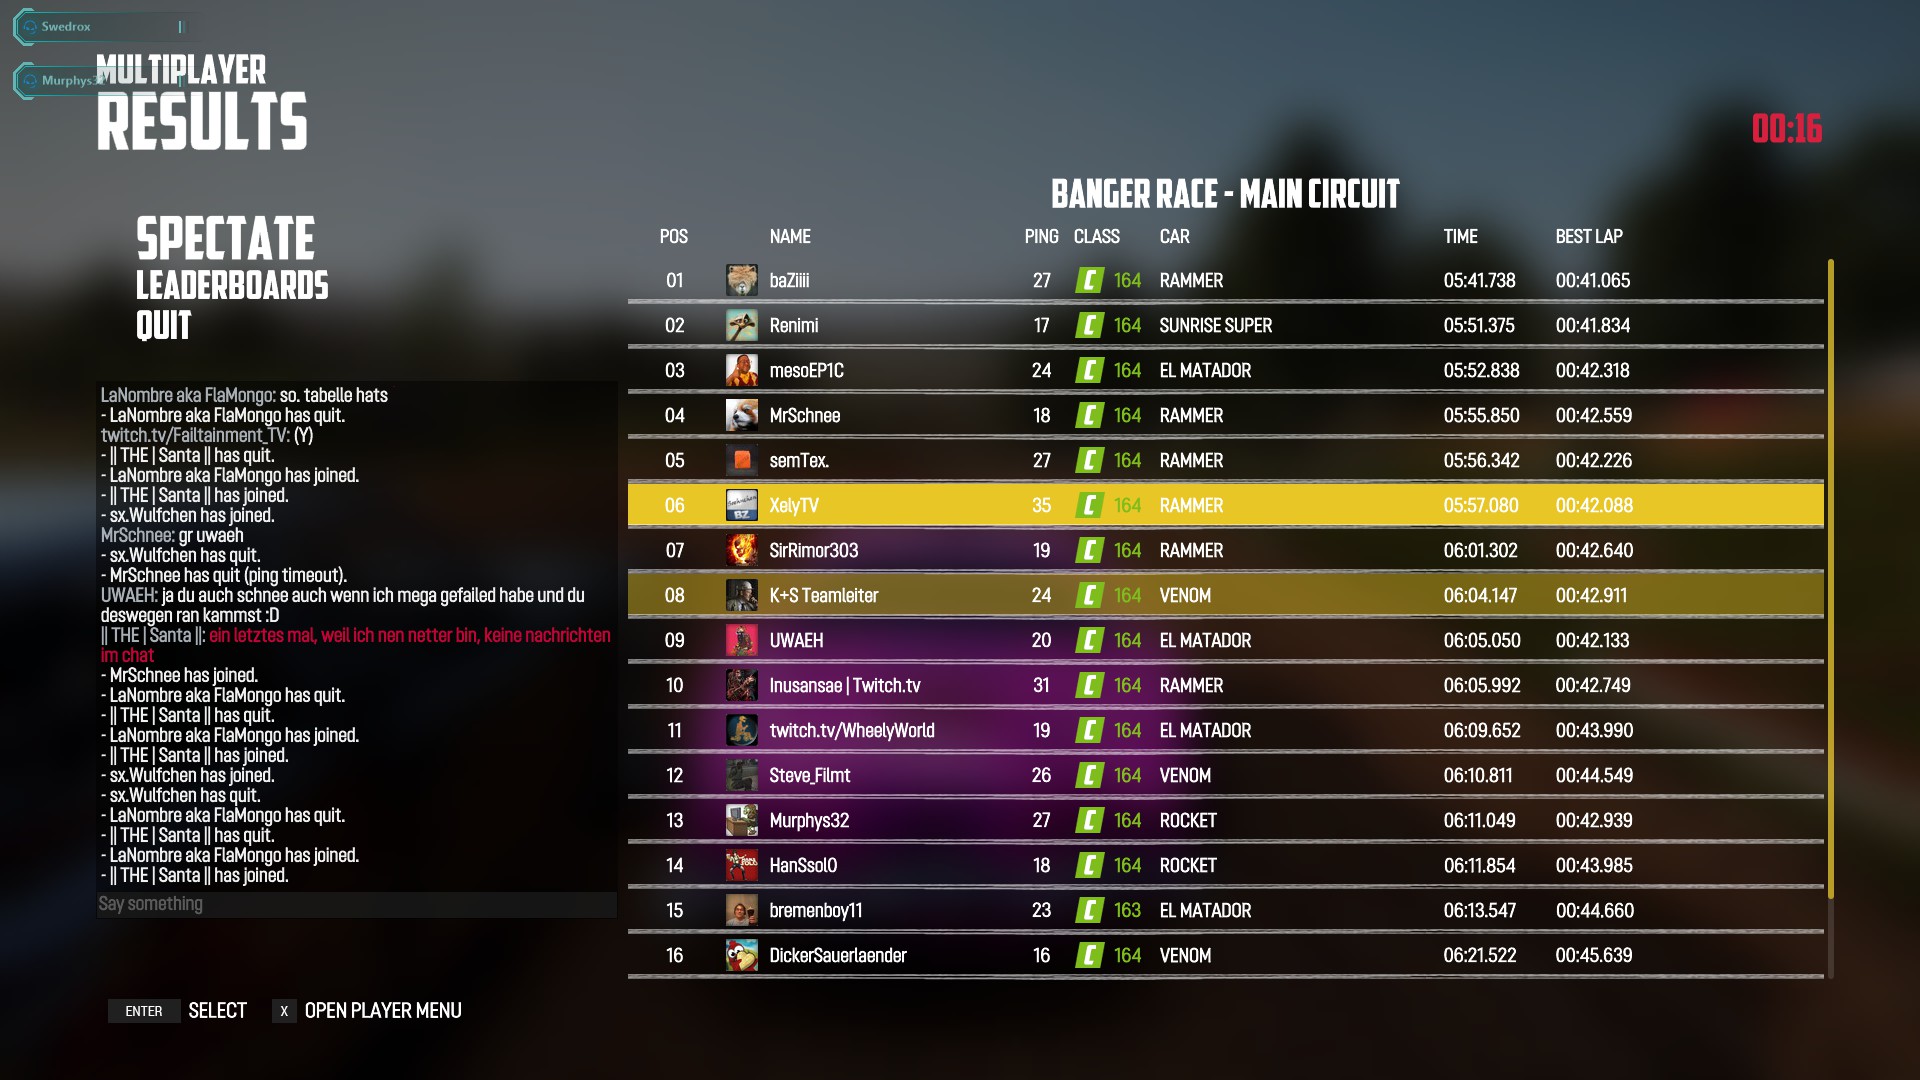 Swedrox
Murphys32
MULTIPLAYER
RESULTS
00:16
SPECTATE
LEADERBOARDS
QUIT
LaNombre aka FlaMongo: so. tabelle hats
- LaNombre aka FlaMongo has quit.
twitch.tv/Failtainment_TV: (Y)
- || THE | Santa || has quit.
- LaNombre aka FlaMongo has joined.
- || THE | Santa || has joined.
- sx.Wulfchen has joined.
MrSchnee: gr uwaeh
- sx.Wulfchen has quit.
- MrSchnee has quit (ping timeout).
UWAEH: ja du auch schnee auch wenn ich mega gefailed habe und du
deswegen ran kammst :D
|| THE | Santa ||: ein letztes mal, weil ich nen netter bin, keine nachrichten
im chat
- MrSchnee has joined.
- LaNombre aka FlaMongo has quit.
- || THE | Santa || has quit.
- LaNombre aka FlaMongo has joined.
- || THE | Santa || has joined.
- sx.Wulfchen has joined.
- sx.Wulfchen has quit.
- LaNombre aka FlaMongo has quit.
- || THE | Santa || has quit.
- LaNombre aka FlaMongo has joined.
- || THE | Santa || has joined.
Say something
BANGER RACE - MAIN CIRCUIT
POS NAME PING CLASS CAR TIME BEST LAP
01 baZiiii 27 C 164 RAMMER 05:41.738 00:41.065
02 Renimi 17 C 164 SUNRISE SUPER 05:51.375 00:41.834
03 mesoEP1C 24 C 164 EL MATADOR 05:52.838 00:42.318
04 MrSchnee 18 C 164 RAMMER 05:55.850 00:42.559
05 semTex. 27 C 164 RAMMER 05:56.342 00:42.226
06 XelyTV 35 C 164 RAMMER 05:57.080 00:42.088
07 SirRimor303 19 C 164 RAMMER 06:01.302 00:42.640
08 K+S Teamleiter 24 C 164 VENOM 06:04.147 00:42.911
09 UWAEH 20 C 164 EL MATADOR 06:05.050 00:42.133
10 Inusansae | Twitch.tv 31 C 164 RAMMER 06:05.992 00:42.749
11 twitch.tv/WheelyWorld 19 C 164 EL MATADOR 06:09.652 00:43.990
12 Steve_Filmt 26 C 164 VENOM 06:10.811 00:44.549
13 Murphys32 27 C 164 ROCKET 06:11.049 00:42.939
14 HanSsolO 18 C 164 ROCKET 06:11.854 00:43.985
15 bremenboy11 23 C 163 EL MATADOR 06:13.547 00:44.660
16 DickerSauerlaender 16 C 164 VENOM 06:21.522 00:45.639
ENTER SELECT X OPEN PLAYER MENU